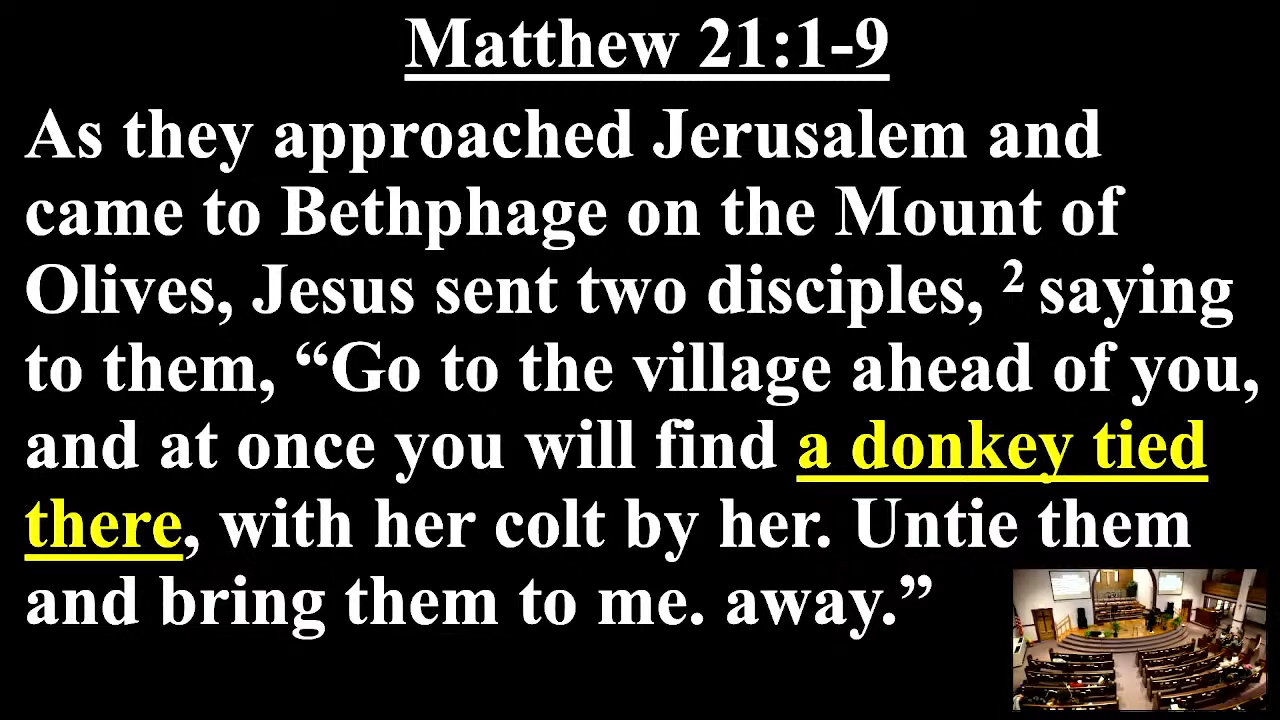 Matthew 21:1-9
As they approached Jerusalem and
came to Bethphage on the Mount of
Olives, Jesus sent two disciples, ² saying
to them, “Go to the village ahead of you,
and at once you will find a donkey tied
there, with her colt by her. Untie them
and bring them to me. away.”